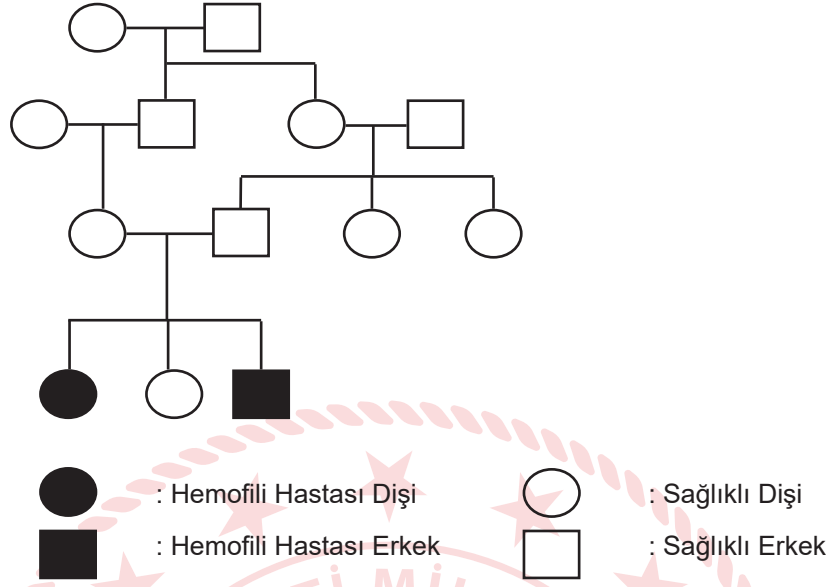 : Hemofili Hastası Dişi
: Sağlıklı Dişi
: Hemofili Hastası Erkek
: Sağlıklı Erkek